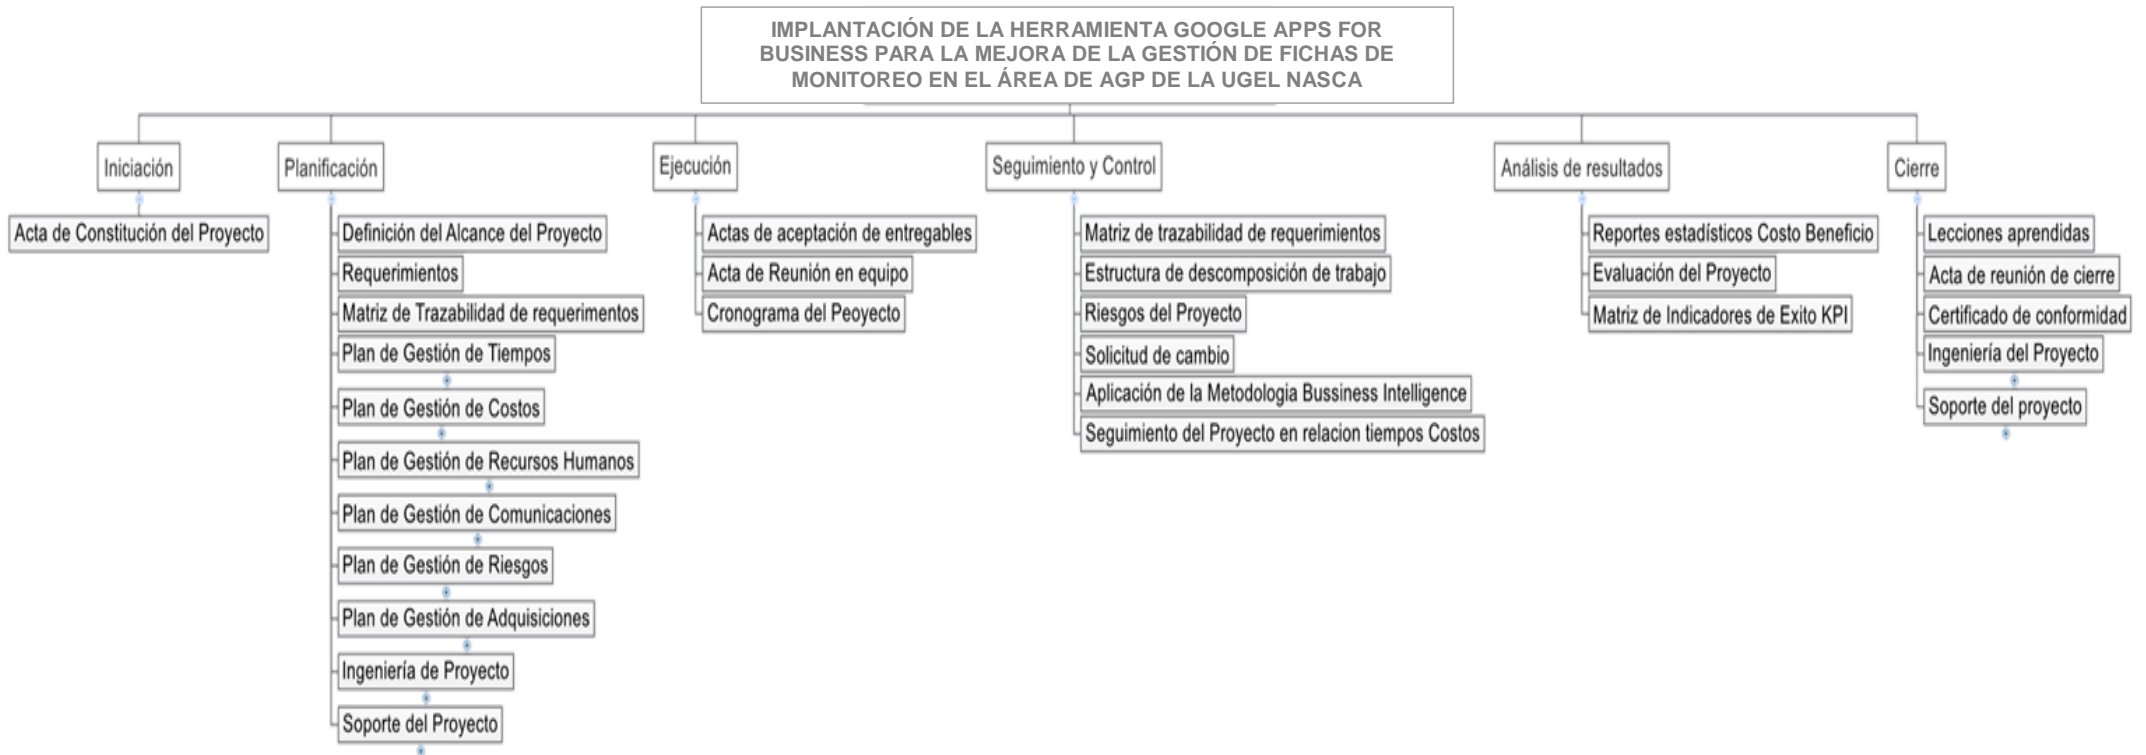 IMPLANTACIÓN DE LA HERRAMIENTA GOOGLE APPS FOR
BUSINESS PARA LA MEJORA DE LA GESTIÓN DE FICHAS DE
MONITOREO EN EL ÁREA DE AGP DE LA UGEL NASCA
Iniciación
Acta de Constitución del Proyecto
Planificación
Definición del Alcance del Proyecto
Requerimientos
Matriz de Trazabilidad de requerimentos
Plan de Gestión de Tiempos
Plan de Gestión de Costos
Plan de Gestión de Recursos Humanos
Plan de Gestión de Comunicaciones
Plan de Gestión de Riesgos
Plan de Gestión de Adquisiciones
Ingeniería de Proyecto
Soporte del Proyecto
Ejecución
Actas de aceptación de entregables
Acta de Reunión en equipo
Cronograma del Peoyecto
Seguimiento y Control
Matriz de trazabilidad de requerimientos
Estructura de descomposición de trabajo
Riesgos del Proyecto
Solicitud de cambio
Aplicación de la Metodologia Bussiness Intelligence
Seguimiento del Proyecto en relacion tiempos Costos
Análisis de resultados
Reportes estadísticos Costo Beneficio
Evaluación del Proyecto
Matriz de Indicadores de Exito KPI
Cierre
Lecciones aprendidas
Acta de reunión de cierre
Certificado de conformidad
Ingeniería del Proyecto
Soporte del proyecto